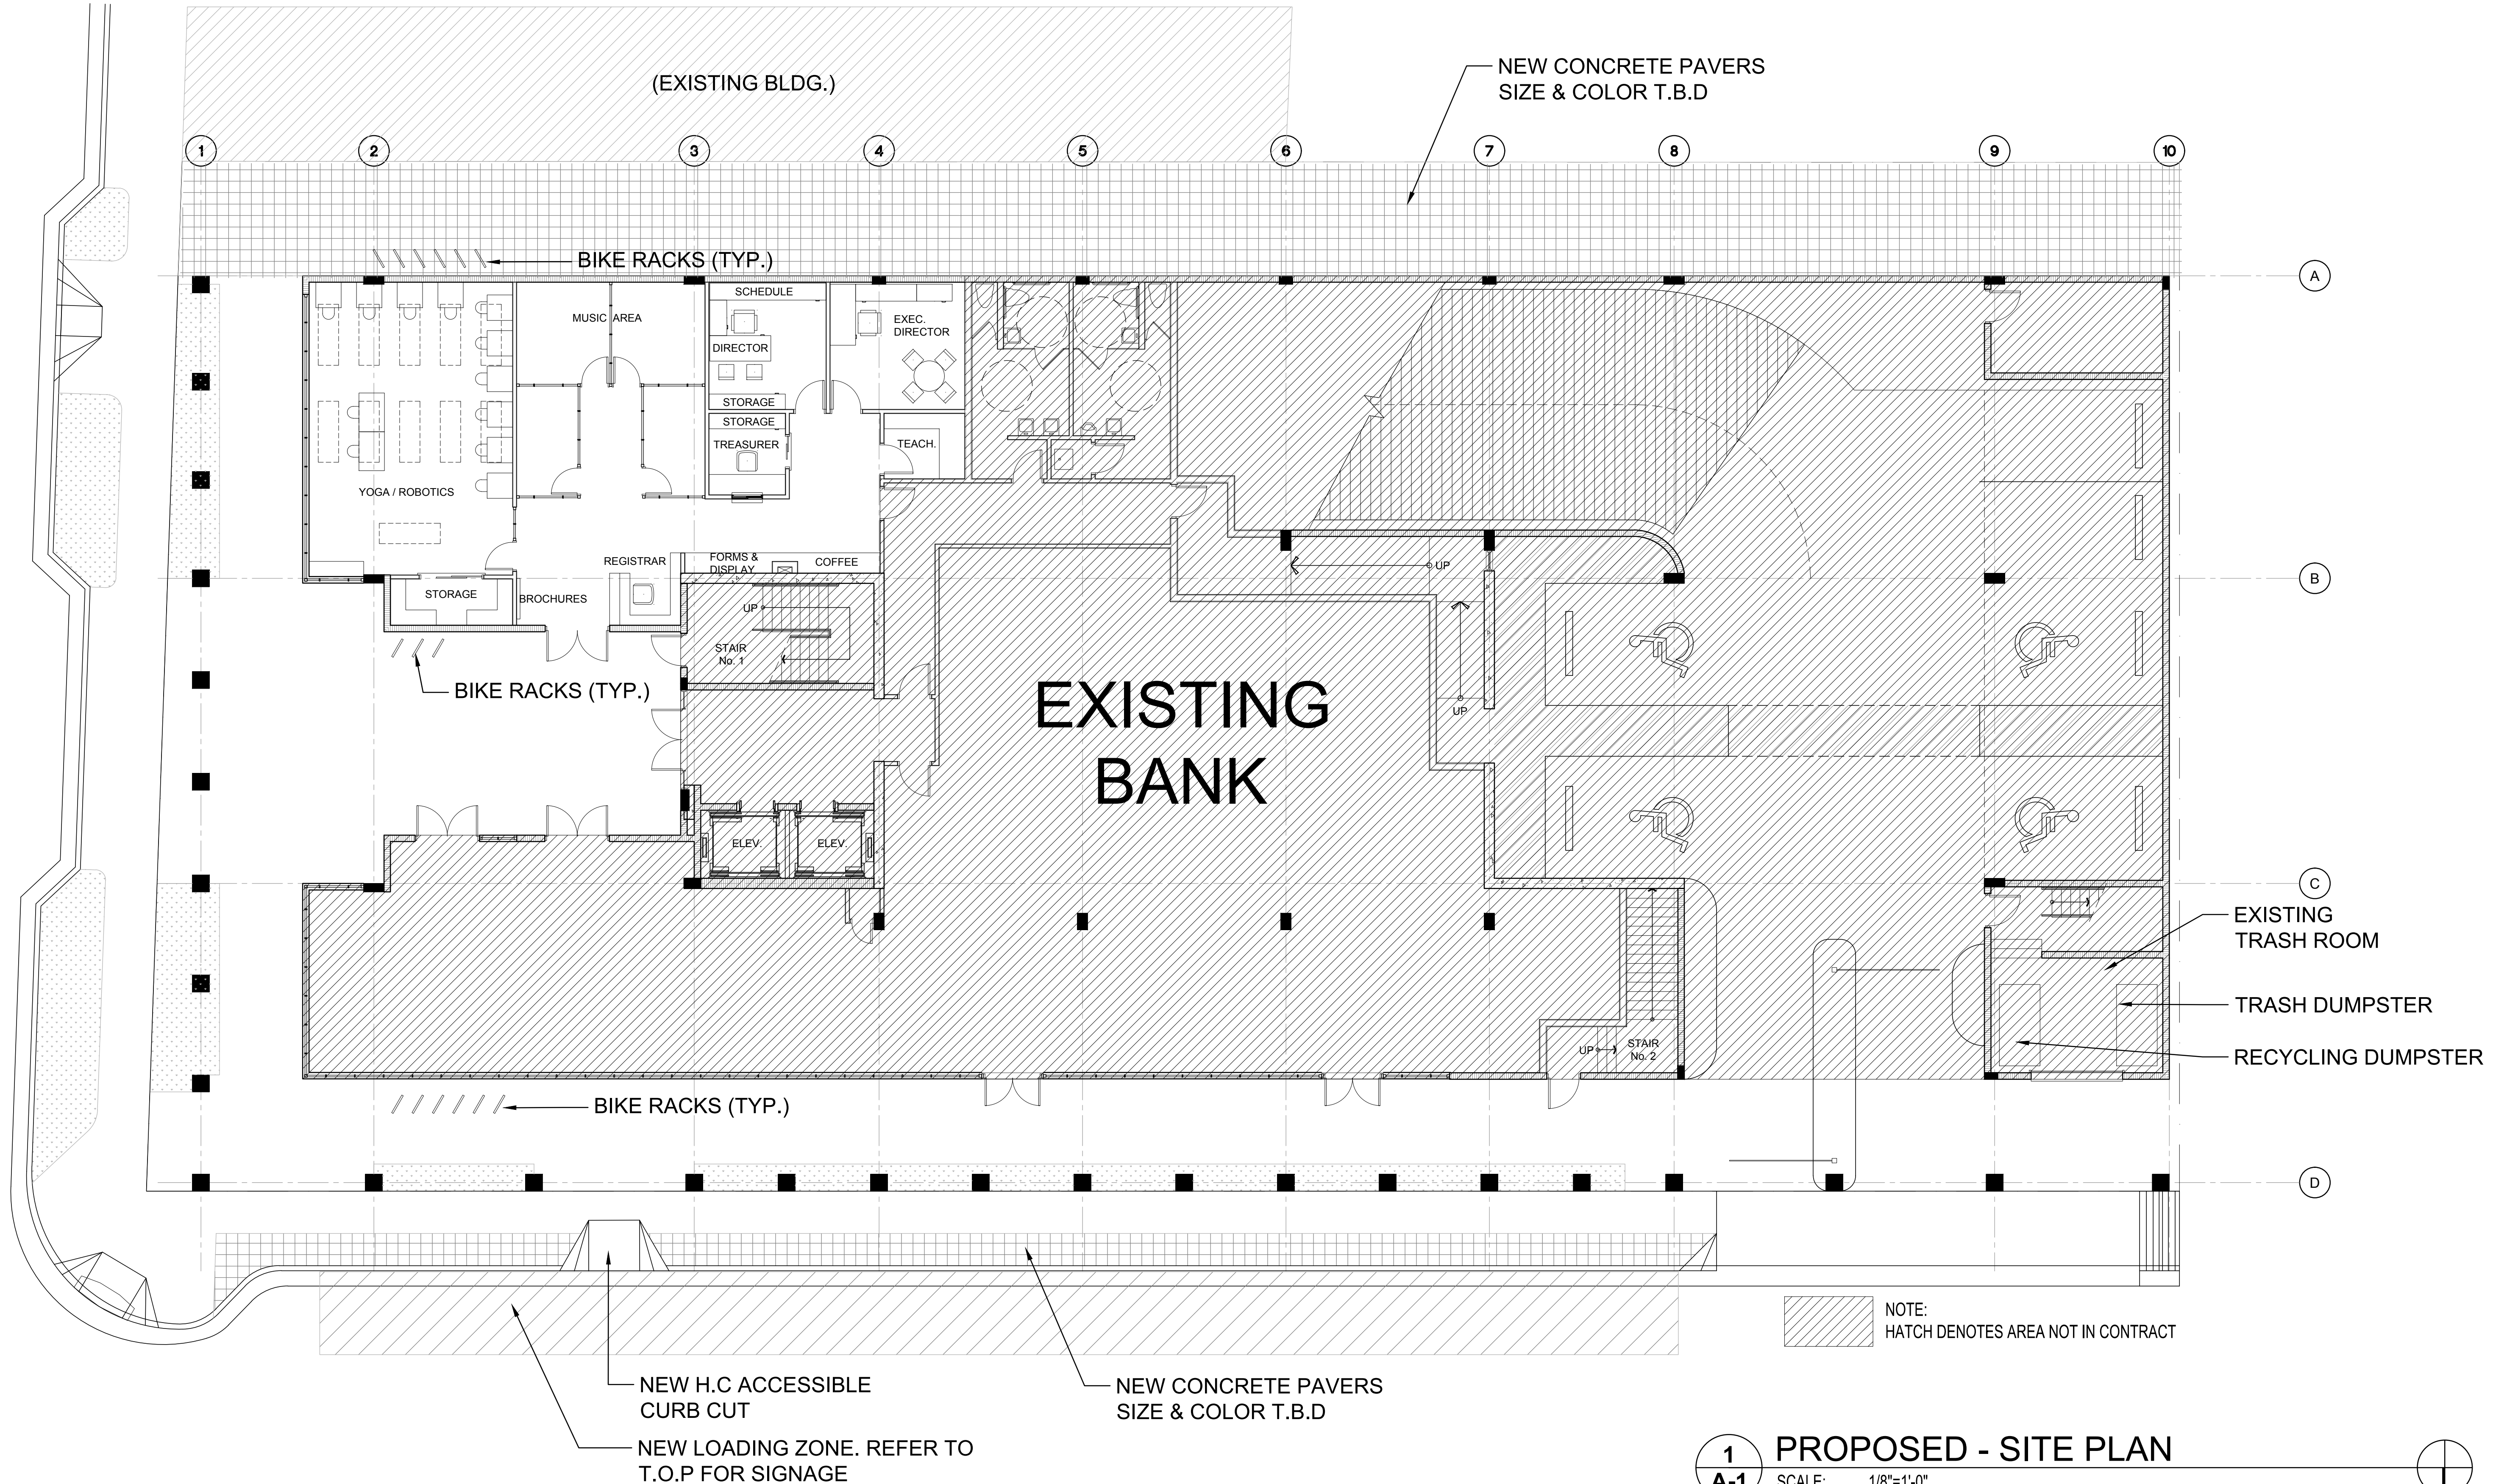 (EXISTING BLDG.)
NEW CONCRETE PAVERS
SIZE & COLOR T.B.D
1
2
3
4
5
6
7
8
9
10
BIKE RACKS (TYP.)
A
SCHEDULE
MUSIC AREA
EXEC.
DIRECTOR
DIRECTOR
STORAGE
STORAGE
TREASURER
TEACH.
YOGA / ROBOTICS
REGISTRAR
FORMS &
DISPLAY
COFFEE
UP
B
STORAGE
BROCHURES
UP
STAIR
No. 1
BIKE RACKS (TYP.)
UP
EXISTING
BANK
ELEV.
ELEV.
C
EXISTING
TRASH ROOM
TRASH DUMPSTER
UP
STAIR
No. 2
RECYCLING DUMPSTER
BIKE RACKS (TYP.)
D
NOTE:
HATCH DENOTES AREA NOT IN CONTRACT
NEW H.C ACCESSIBLE
CURB CUT
NEW CONCRETE PAVERS
SIZE & COLOR T.B.D
NEW LOADING ZONE. REFER TO
T.O.P FOR SIGNAGE
1
A-1
PROPOSED - SITE PLAN
SCALE: 1/8"=1'-0"